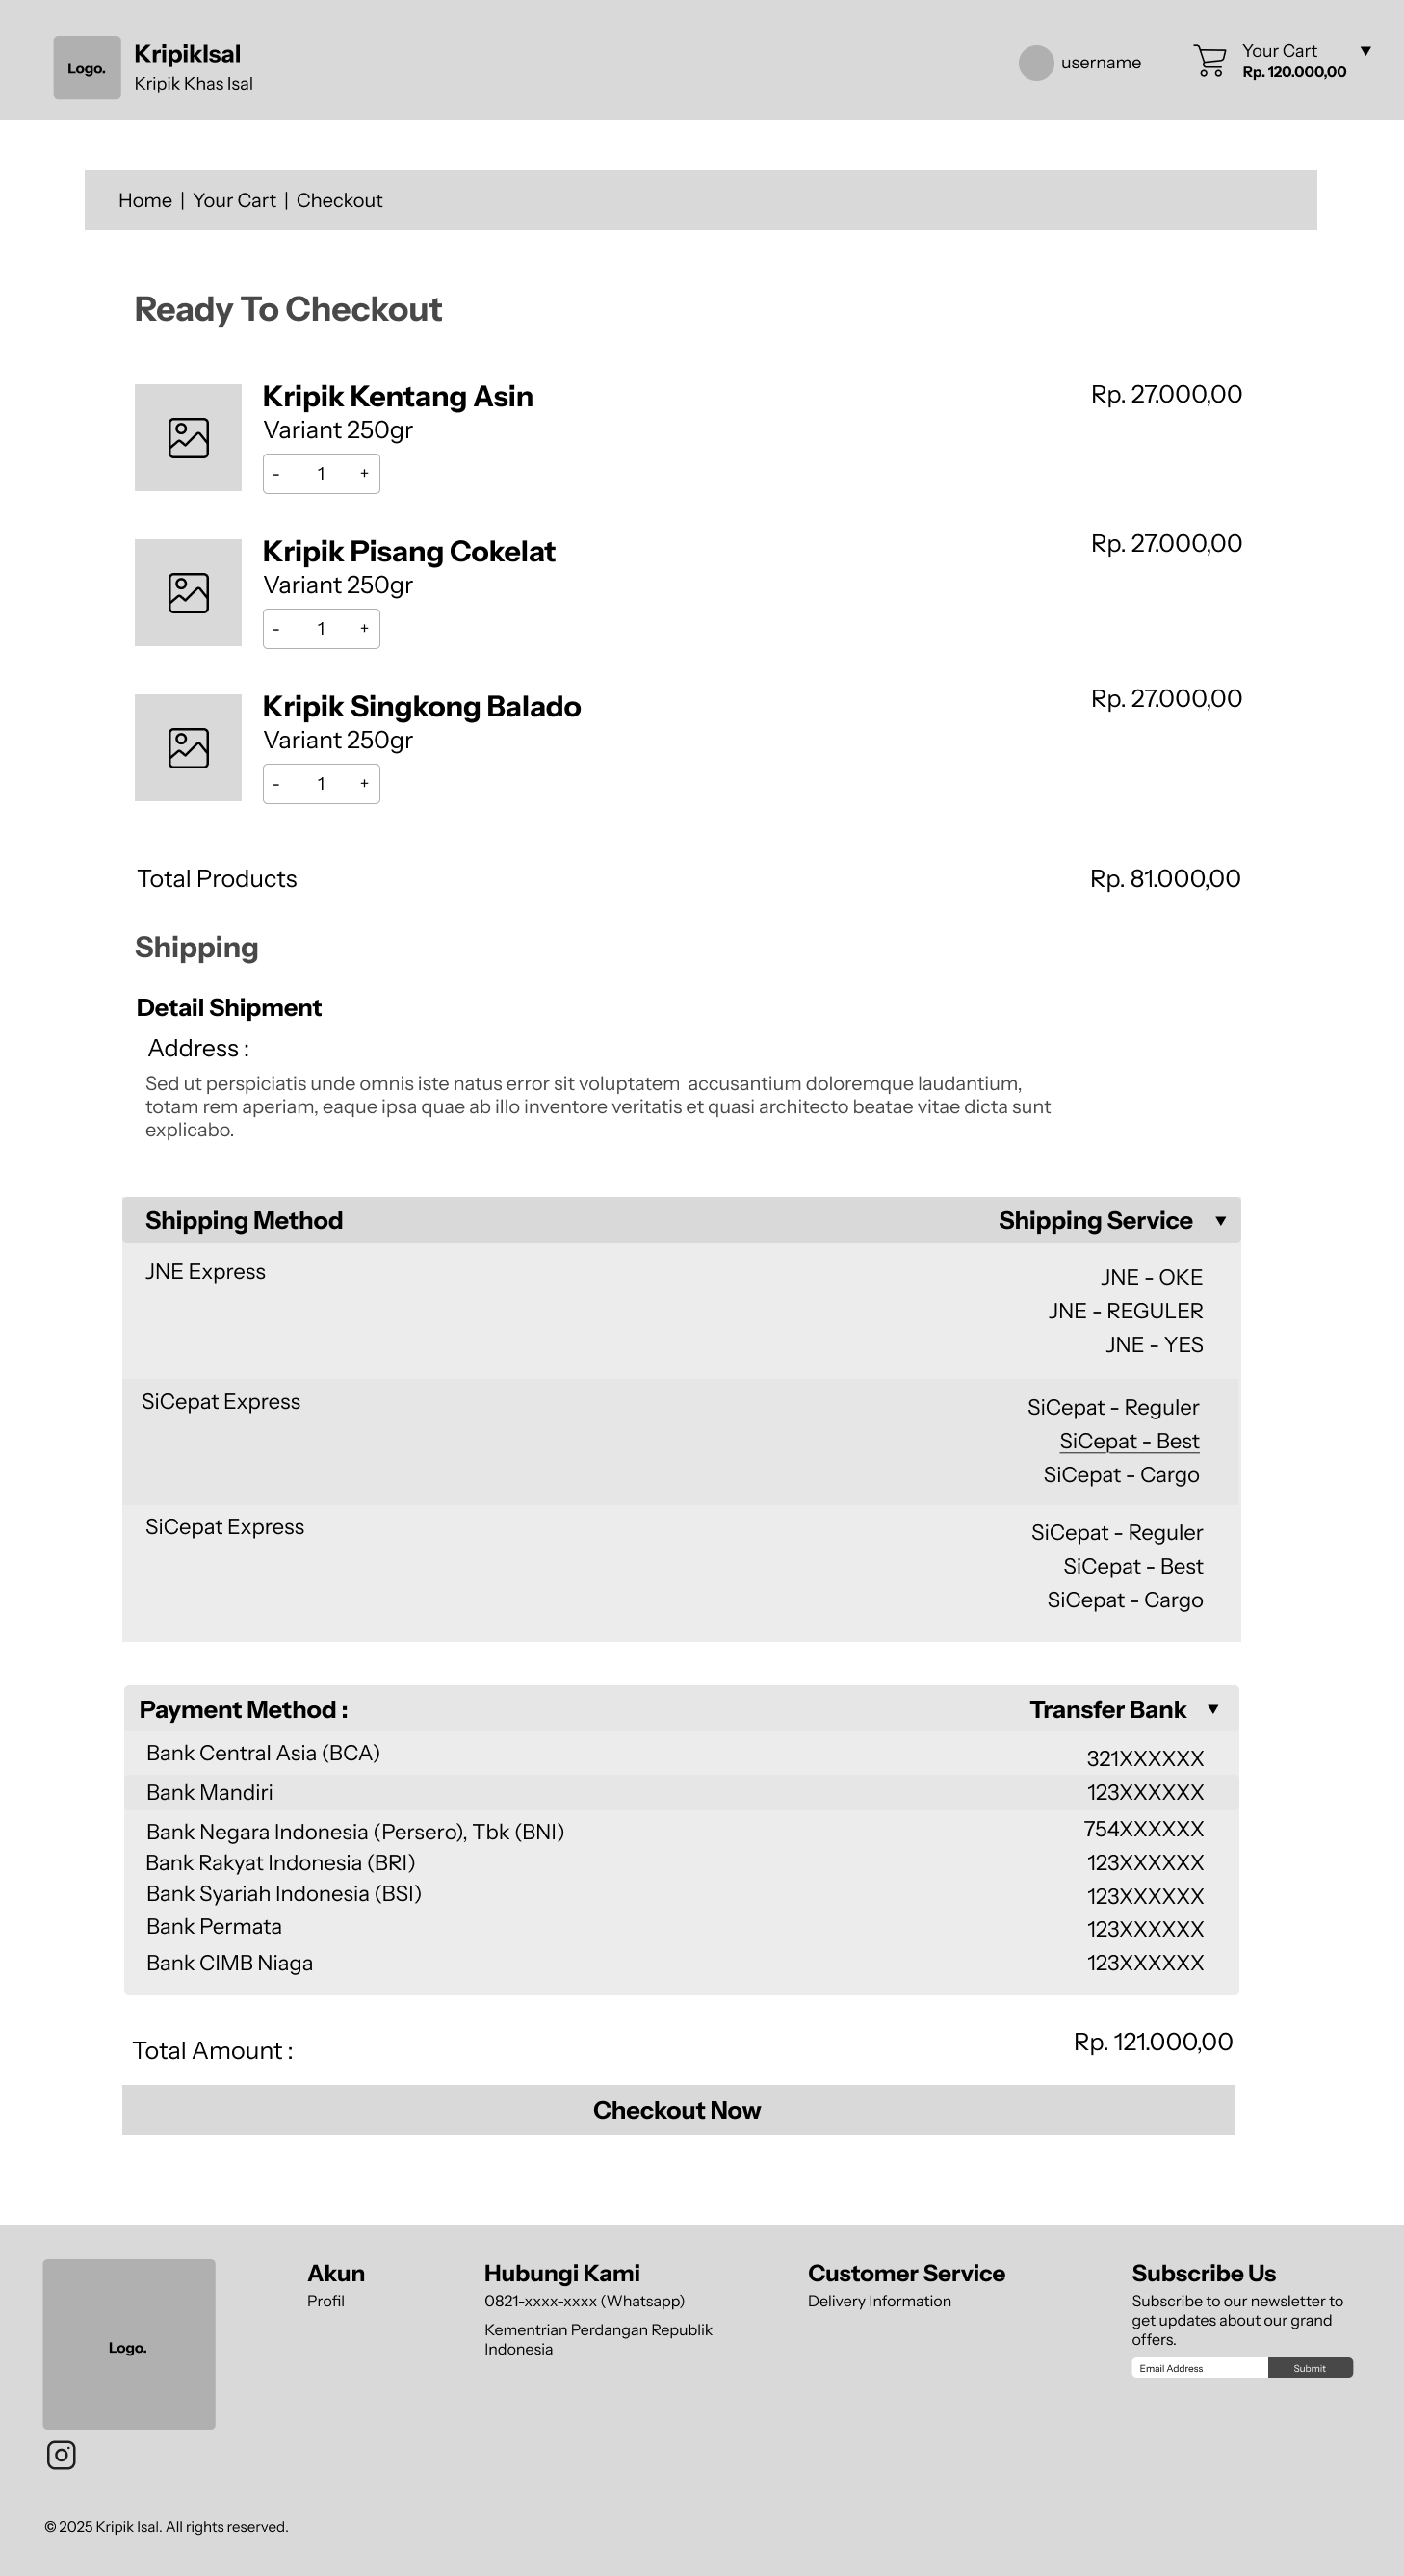 Logo.
KripikIsal
Kripik Khas Isal
username
Your Cart
Rp. 120.000,00
Home | Your Cart | Checkout
Ready To Checkout
Kripik Kentang Asin
Rp. 27.000,00
Variant 250gr
- 1 +
Kripik Pisang Cokelat
Rp. 27.000,00
Variant 250gr
- 1 +
Kripik Singkong Balado
Rp. 27.000,00
Variant 250gr
- 1 +
Total Products
Rp. 81.000,00
Shipping
Detail Shipment
Address :
Sed ut perspiciatis unde omnis iste natus error sit voluptatem accusantium doloremque laudantium,
totam rem aperiam, eaque ipsa quae ab illo inventore veritatis et quasi architecto beatae vitae dicta sunt
explicabo.
Shipping Method
Shipping Service
JNE Express
JNE - OKE
JNE - REGULER
JNE - YES
SiCepat Express
SiCepat - Reguler
SiCepat - Best
SiCepat - Cargo
SiCepat Express
SiCepat - Reguler
SiCepat - Best
SiCepat - Cargo
Payment Method :
Transfer Bank
Bank Central Asia (BCA)
321XXXXXX
Bank Mandiri
123XXXXXX
Bank Negara Indonesia (Persero), Tbk (BNI)
754XXXXXX
Bank Rakyat Indonesia (BRI)
123XXXXXX
Bank Syariah Indonesia (BSI)
123XXXXXX
Bank Permata
123XXXXXX
Bank CIMB Niaga
123XXXXXX
Total Amount :
Rp. 121.000,00
Checkout Now
Logo.
Akun
Profil
Hubungi Kami
0821-xxxx-xxxx (Whatsapp)
Kementrian Perdangan Republik
Indonesia
Customer Service
Delivery Information
Subscribe Us
Subscribe to our newsletter to
get updates about our grand
offers.
Email Address
Submit
© 2025 Kripik Isal. All rights reserved.